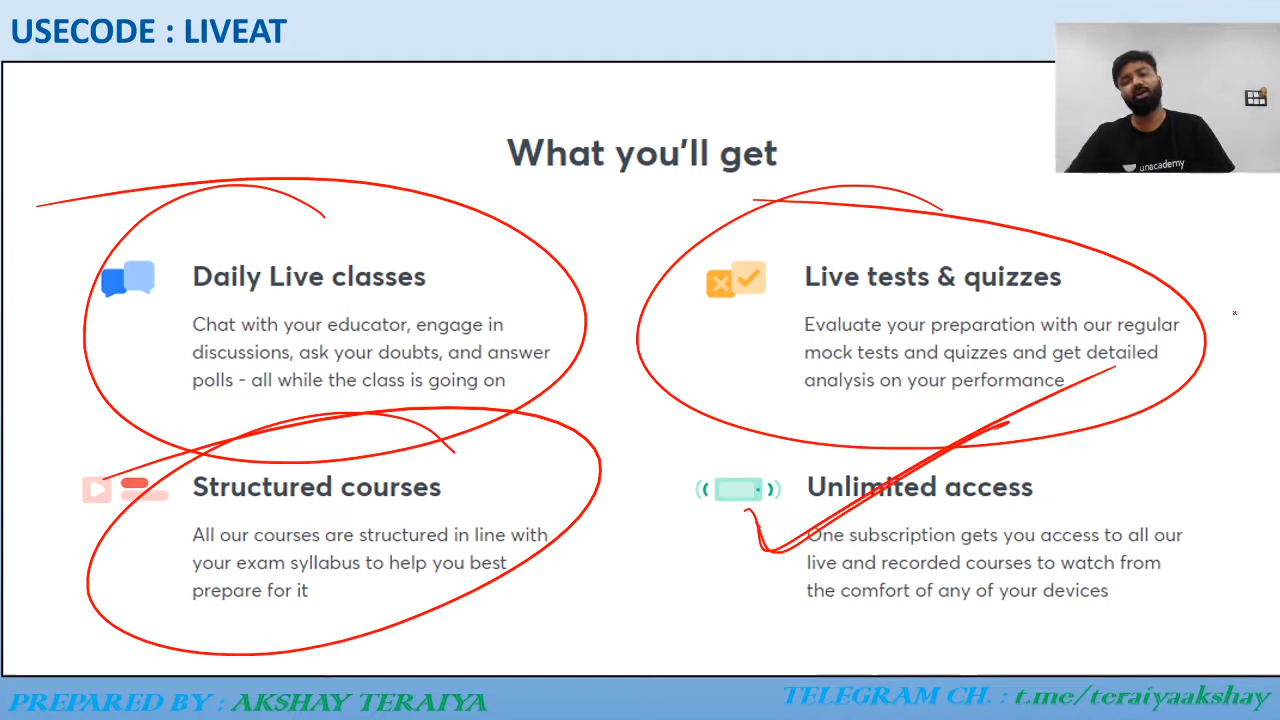 USECODE : LIVEAT
unacademy
What you'll get
Daily Live classes
Chat with your educator, engage in
discussions, ask your doubts, and answer
polls - all while the class is going on
Live tests & quizzes
Evaluate your preparation with our regular
mock tests and quizzes and get detailed
analysis on your performance
Structured courses
All our courses are structured in line with
your exam syllabus to help you best
prepare for it
Unlimited access
One subscription gets you access to all our
live and recorded courses to watch from
the comfort of any of your devices
PREPARED BY : AKSHAY TERAIYA
TELEGRAM CH. : t.me/teraiyaakshay